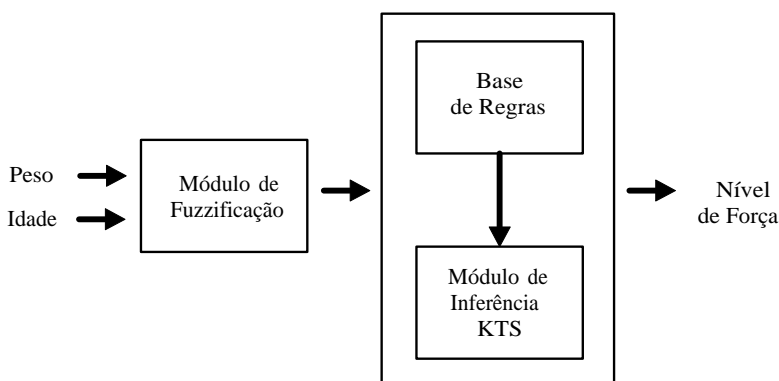 Peso
Idade
Módulo de
Fuzzificação
Base
de Regras
Módulo de
Inferência
KTS
Nível
de Força